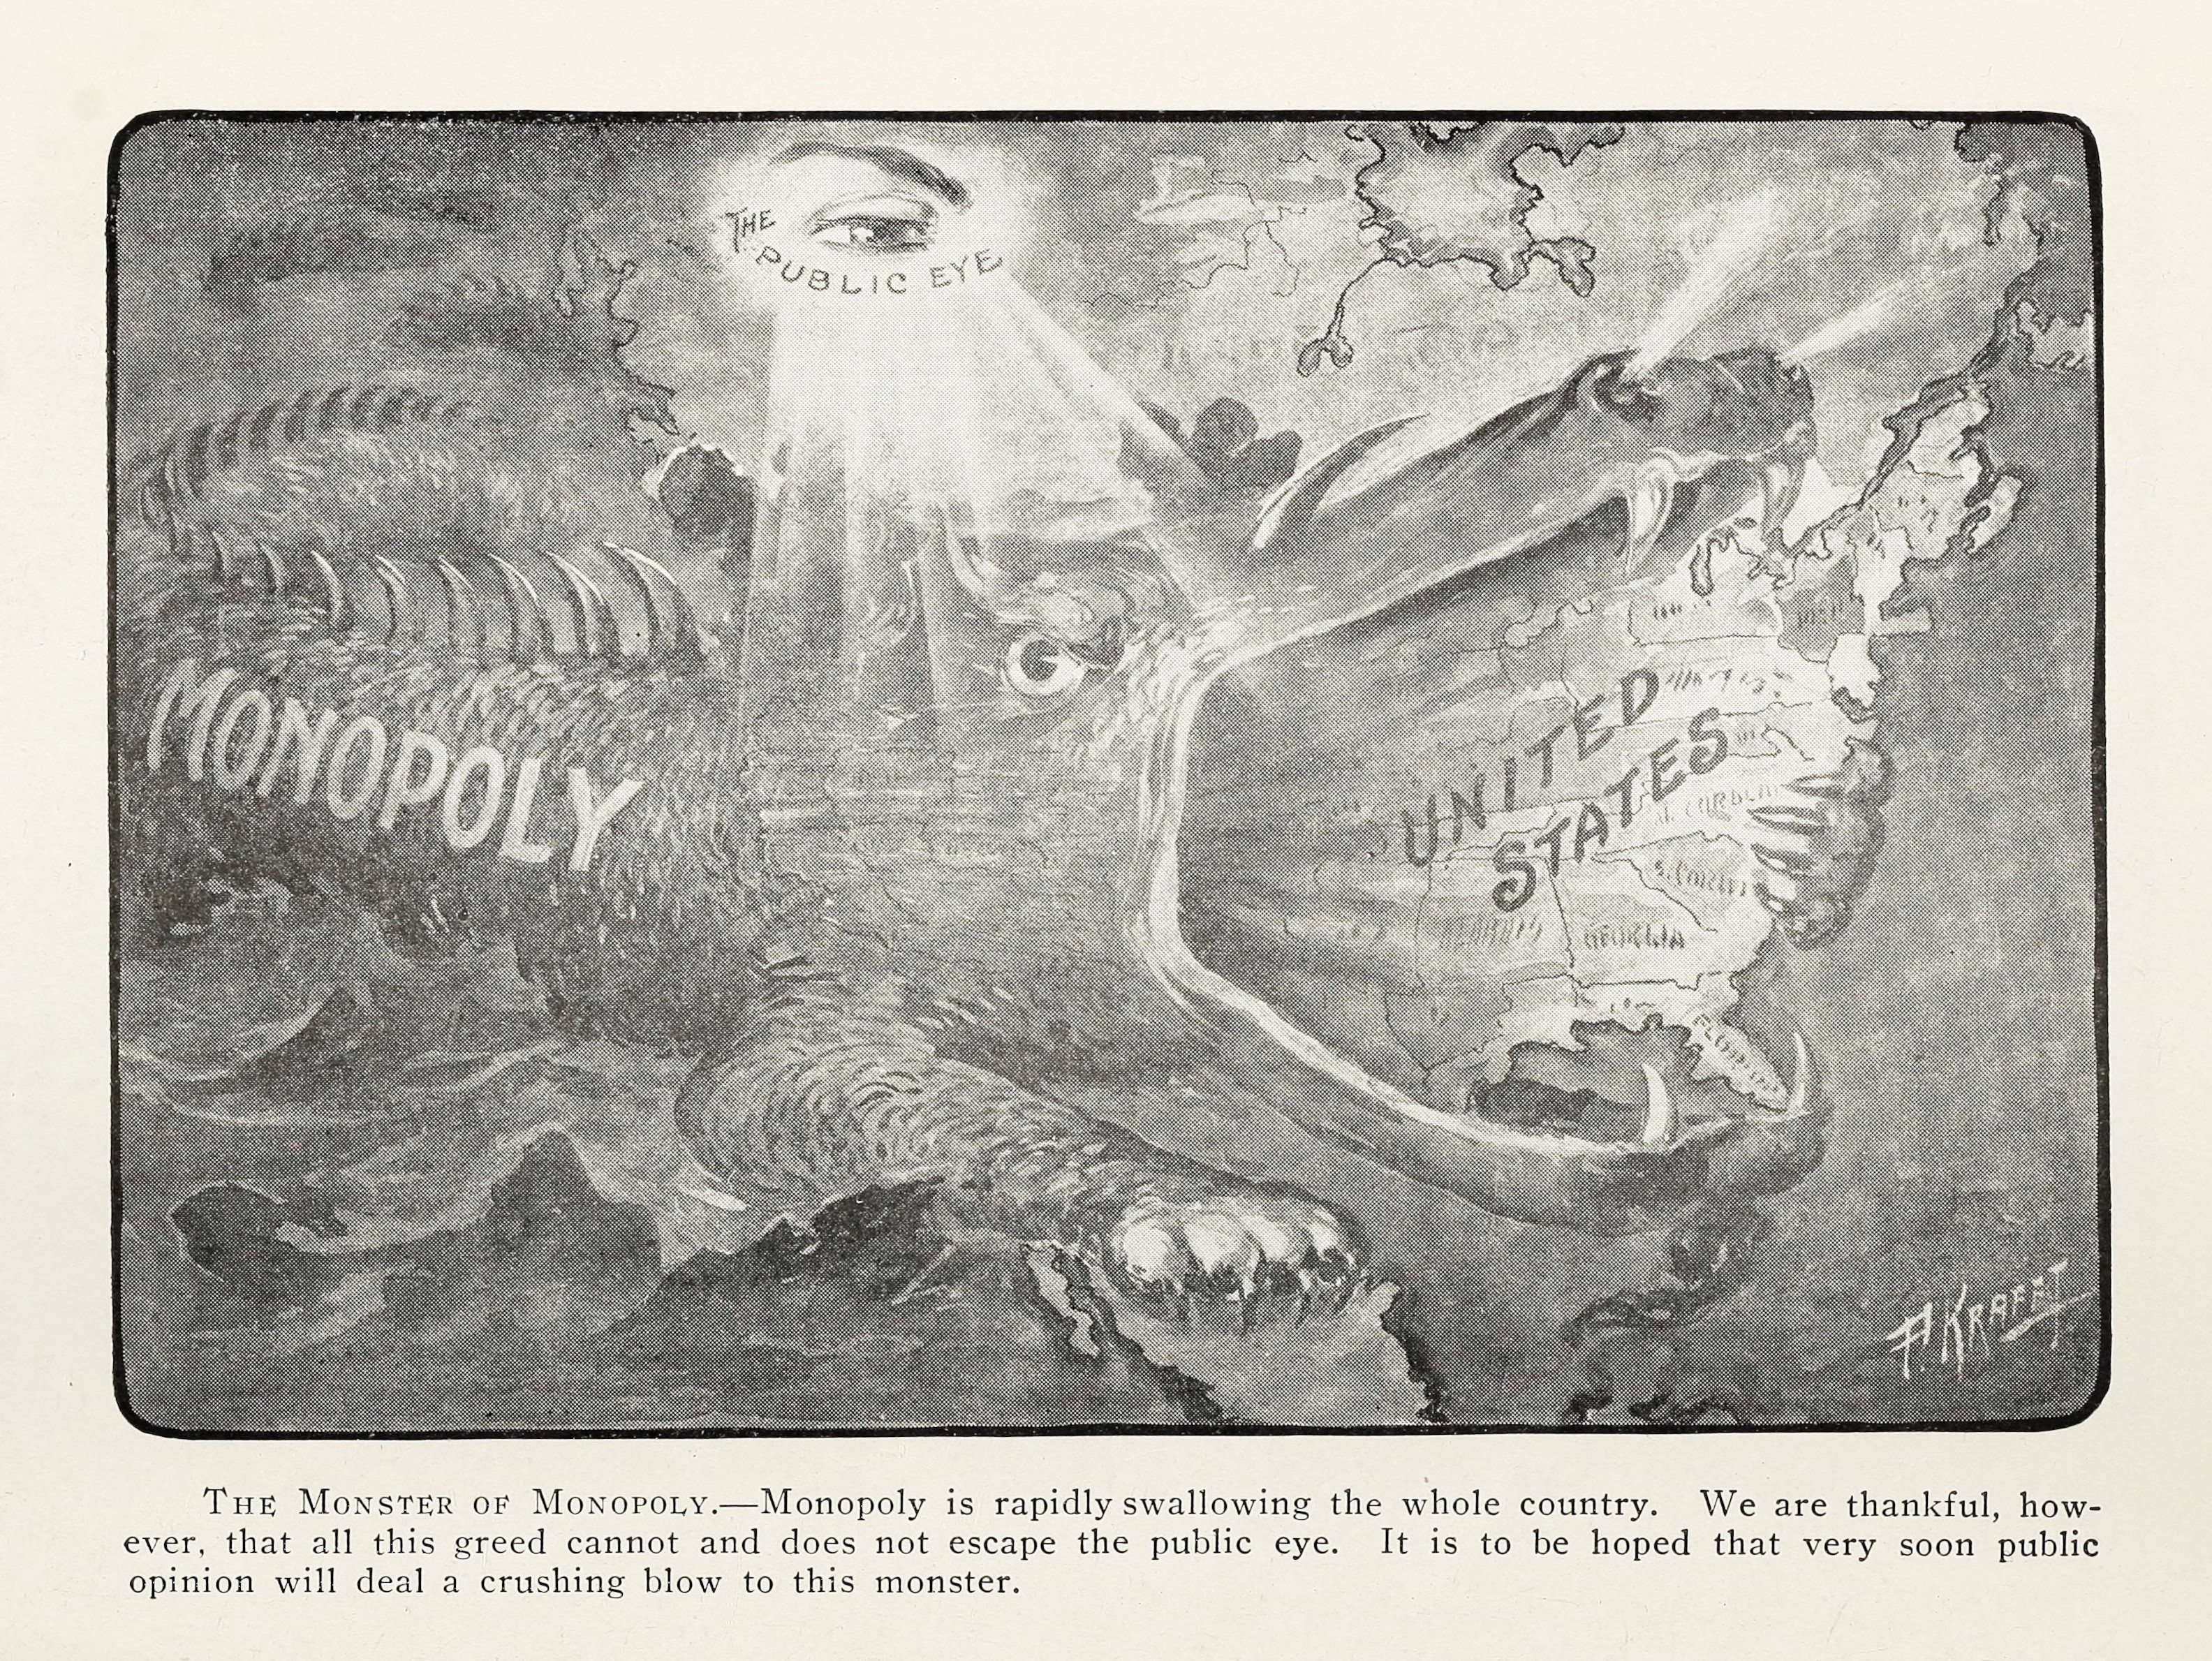 THE
PUBLIC EYE
MONOPOLY
UNITED
STATES
GEORGIA
P. KRAFFT
THE MONSTER OF MONOPOLY.—Monopoly is rapidly swallowing the whole country. We are thankful, how-
ever, that all this greed cannot and does not escape the public eye. It is to be hoped that very soon public
opinion will deal a crushing blow to this monster.